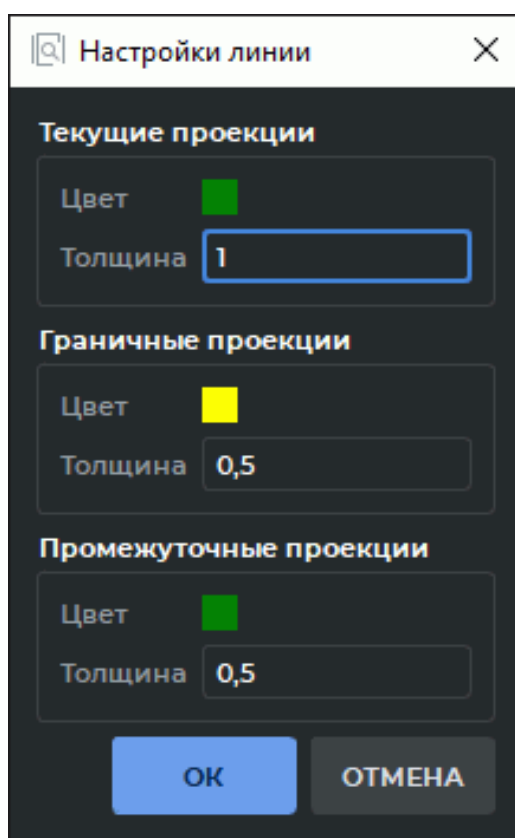 Настройки линии
Текущие проекции
Цвет
Толщина 1
Граничные проекции
Цвет
Толщина 0,5
Промежуточные проекции
Цвет
Толщина 0,5
ОК ОТМЕНА